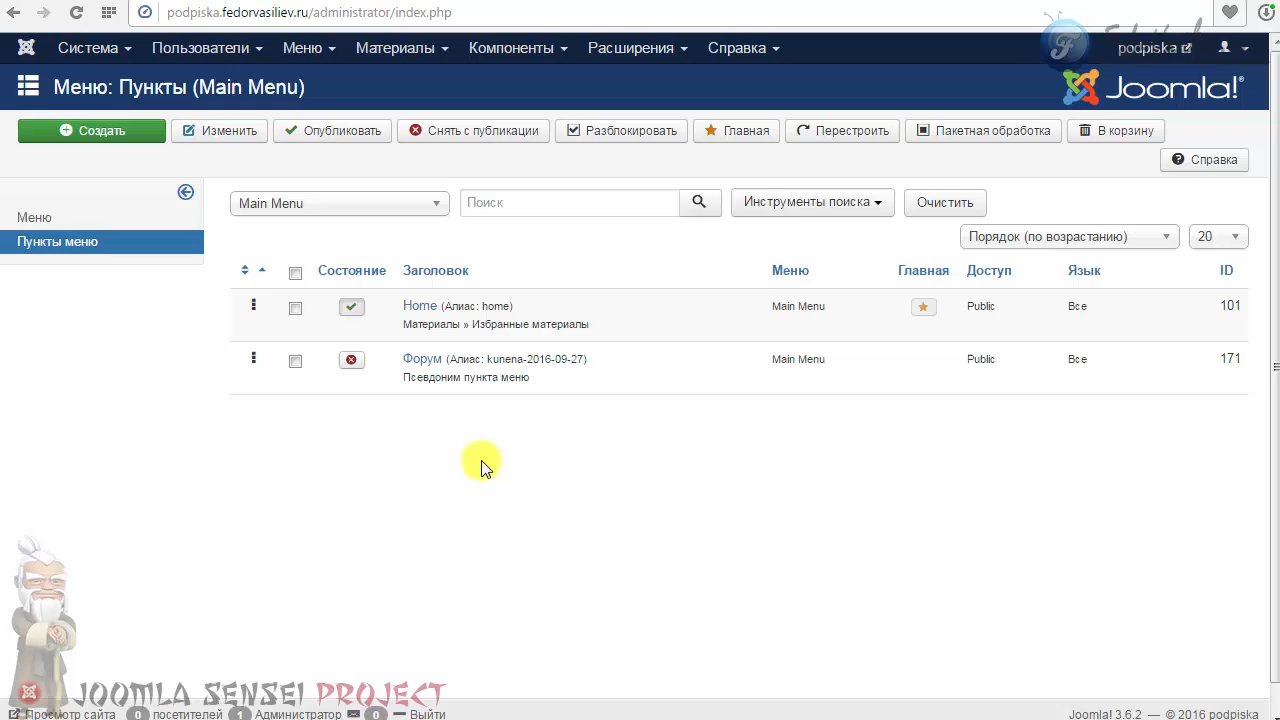 podpiska.fedorvasiliev.ru/administrator/index.php
Система Пользователи Меню Материалы Компоненты Расширения Справка podpiska
Меню: Пункты (Main Menu) Joomla!®
Создать Изменить Опубликовать Снять с публикации Разблокировать Главная Перестроить Пакетная обработка В корзину
Справка
Меню
Пункты меню
Main Menu Поиск Инструменты поиска Очистить
Порядок (по возрастанию) 20
Состояние Заголовок Меню Главная Доступ Язык ID
Home (Алиас: home) Main Menu Public Все 101
Материалы » Избранные материалы
Форум (Алиас: kunena-2016-09-27) Main Menu Public Все 171
Псевдоним пункта меню
JOOMLA SENSEI PROJECT
Просмотр сайта 0 посетителей 1 Администратор 0 Выйти Joomla! 3.6.2 — © 2016 podpiska